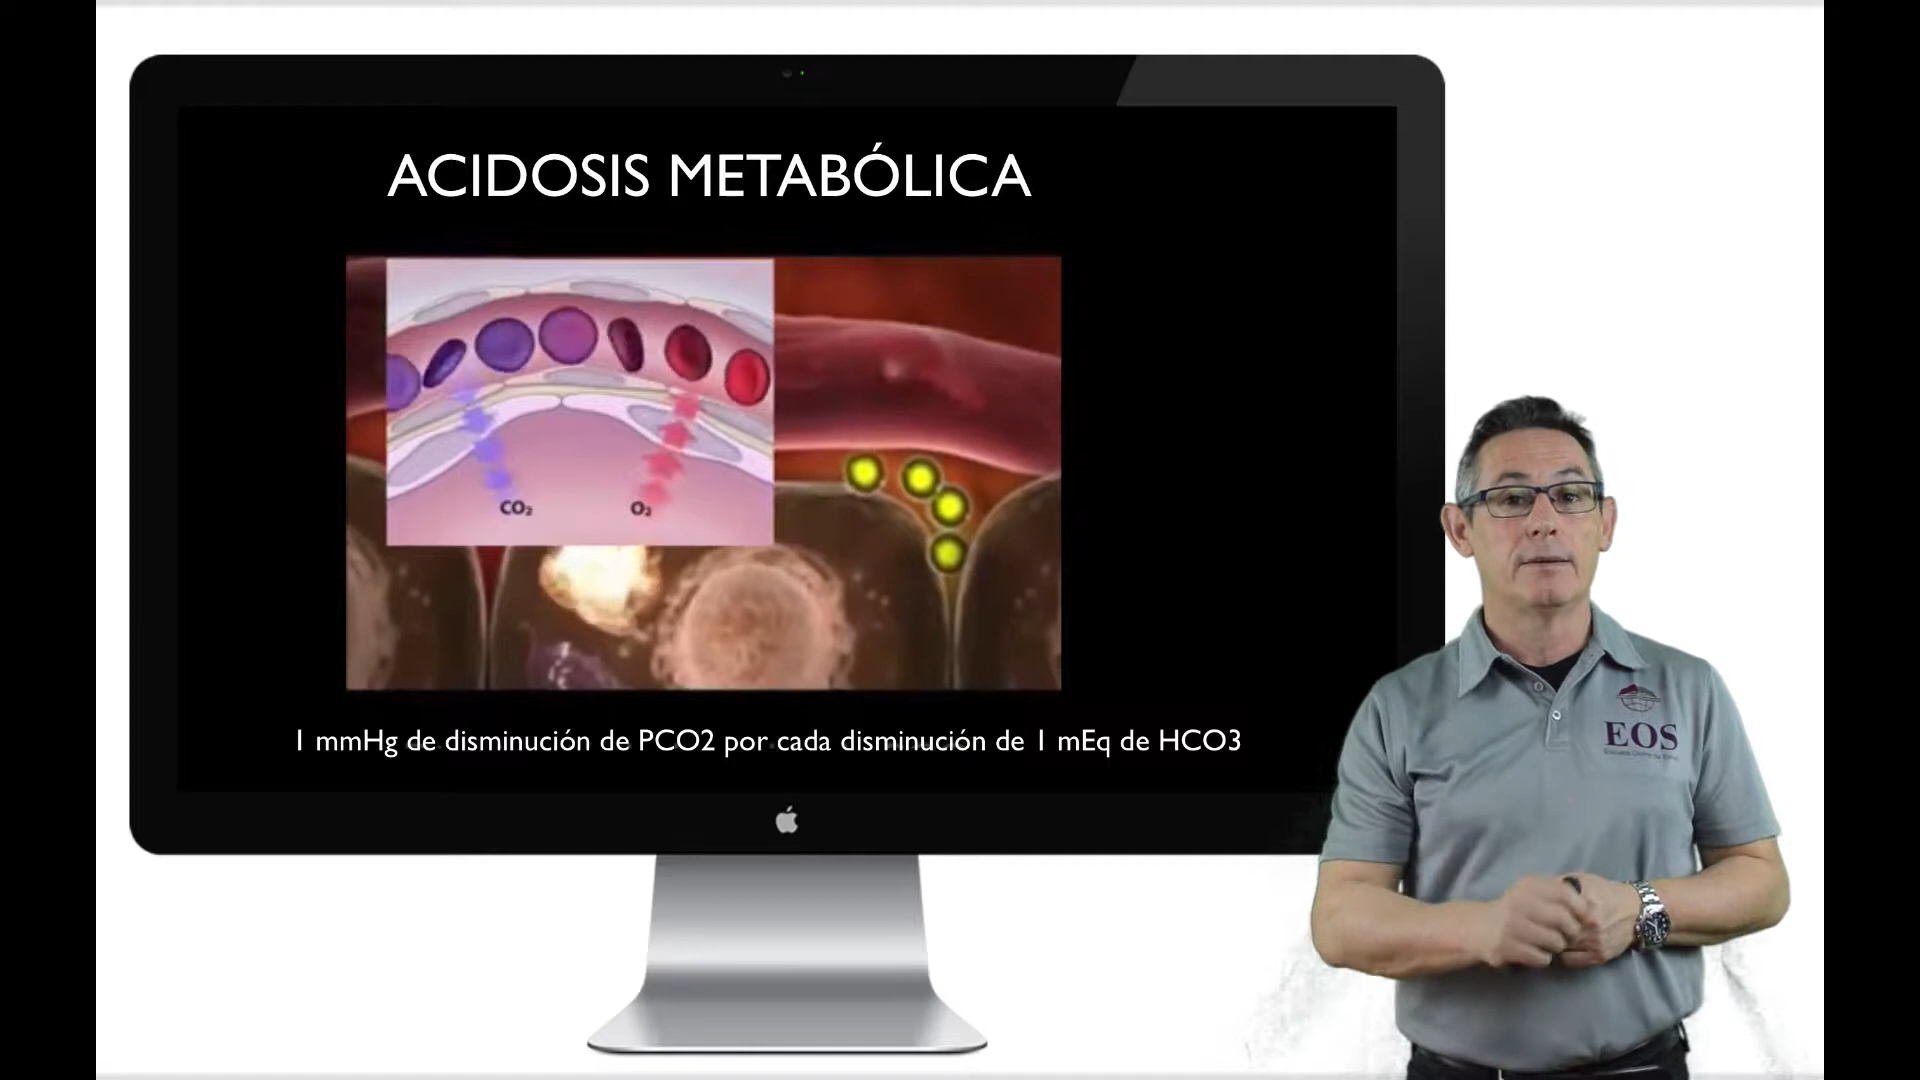 ACIDOSIS METABÓLICA
CO₂
O₂
1 mmHg de disminución de PCO2 por cada disminución de 1 mEq de HCO3
EOS